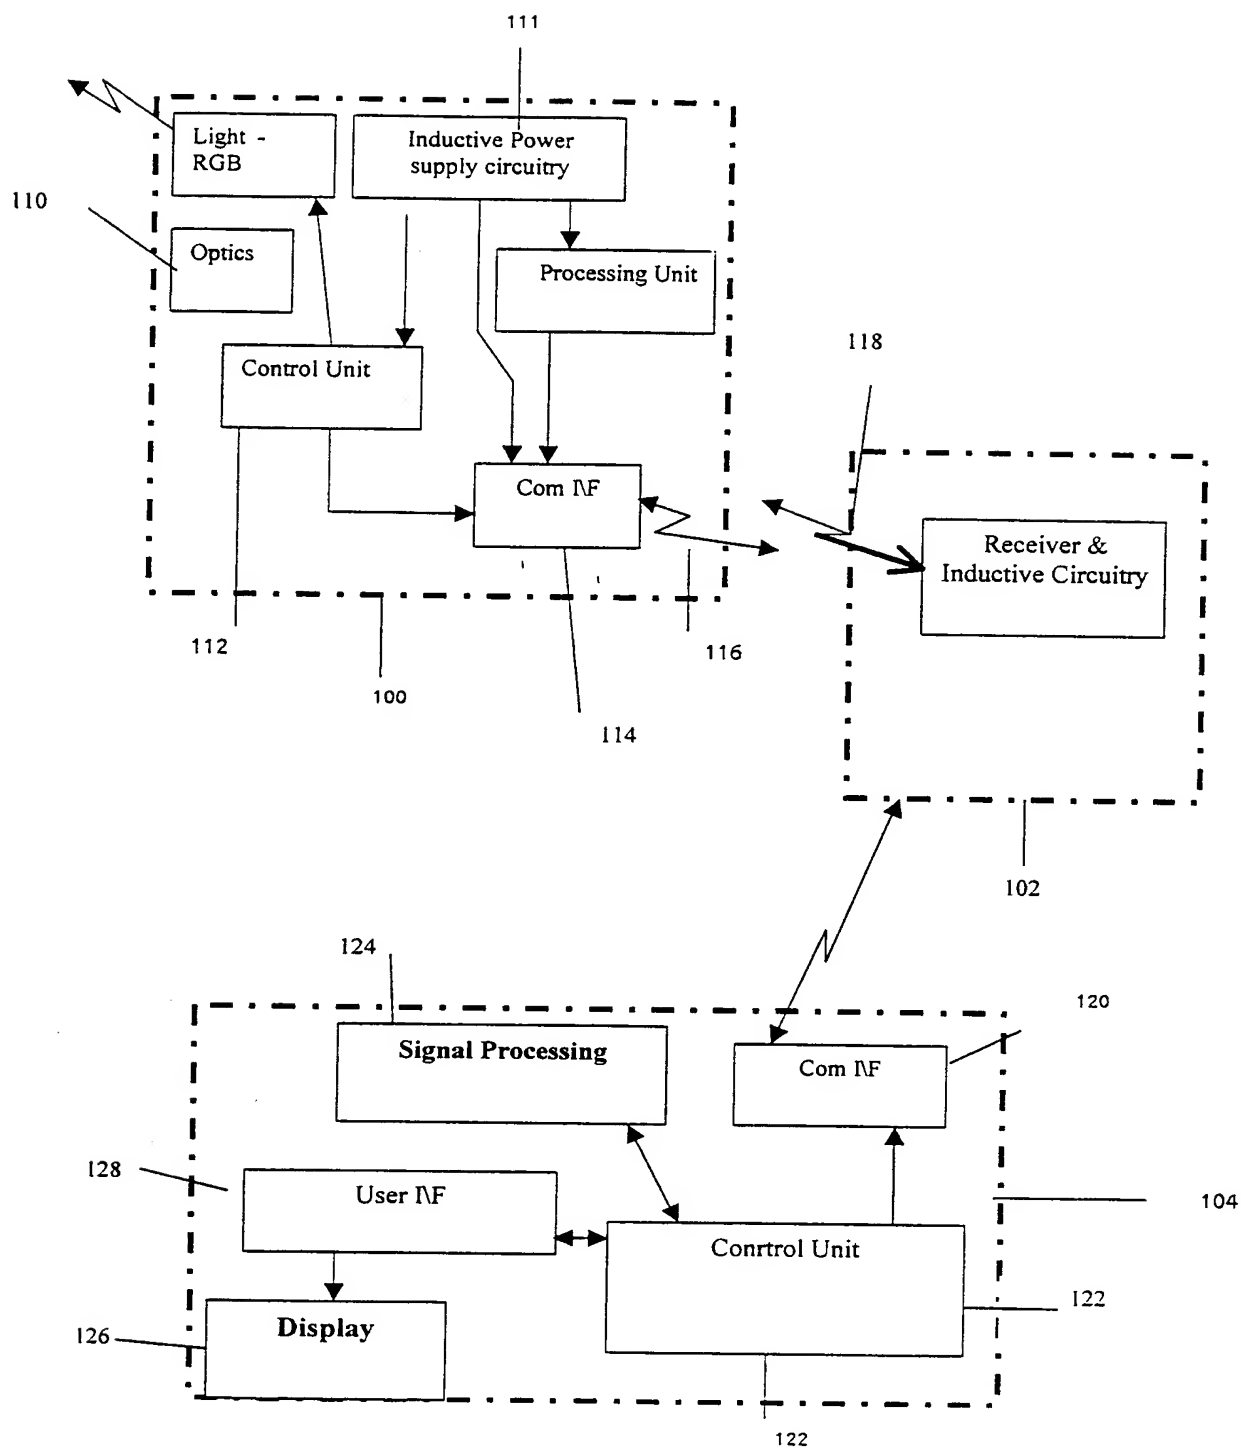 111
Light -
RGB
Inductive Power
supply circuitry
110
Optics
Processing Unit
118
Control Unit
Com I\F
Receiver &
Inductive Circuitry
112
116
100
114
102
124
120
Signal Processing
Com I\F
128
User I\F
104
Conrtrol Unit
122
Display
126
122